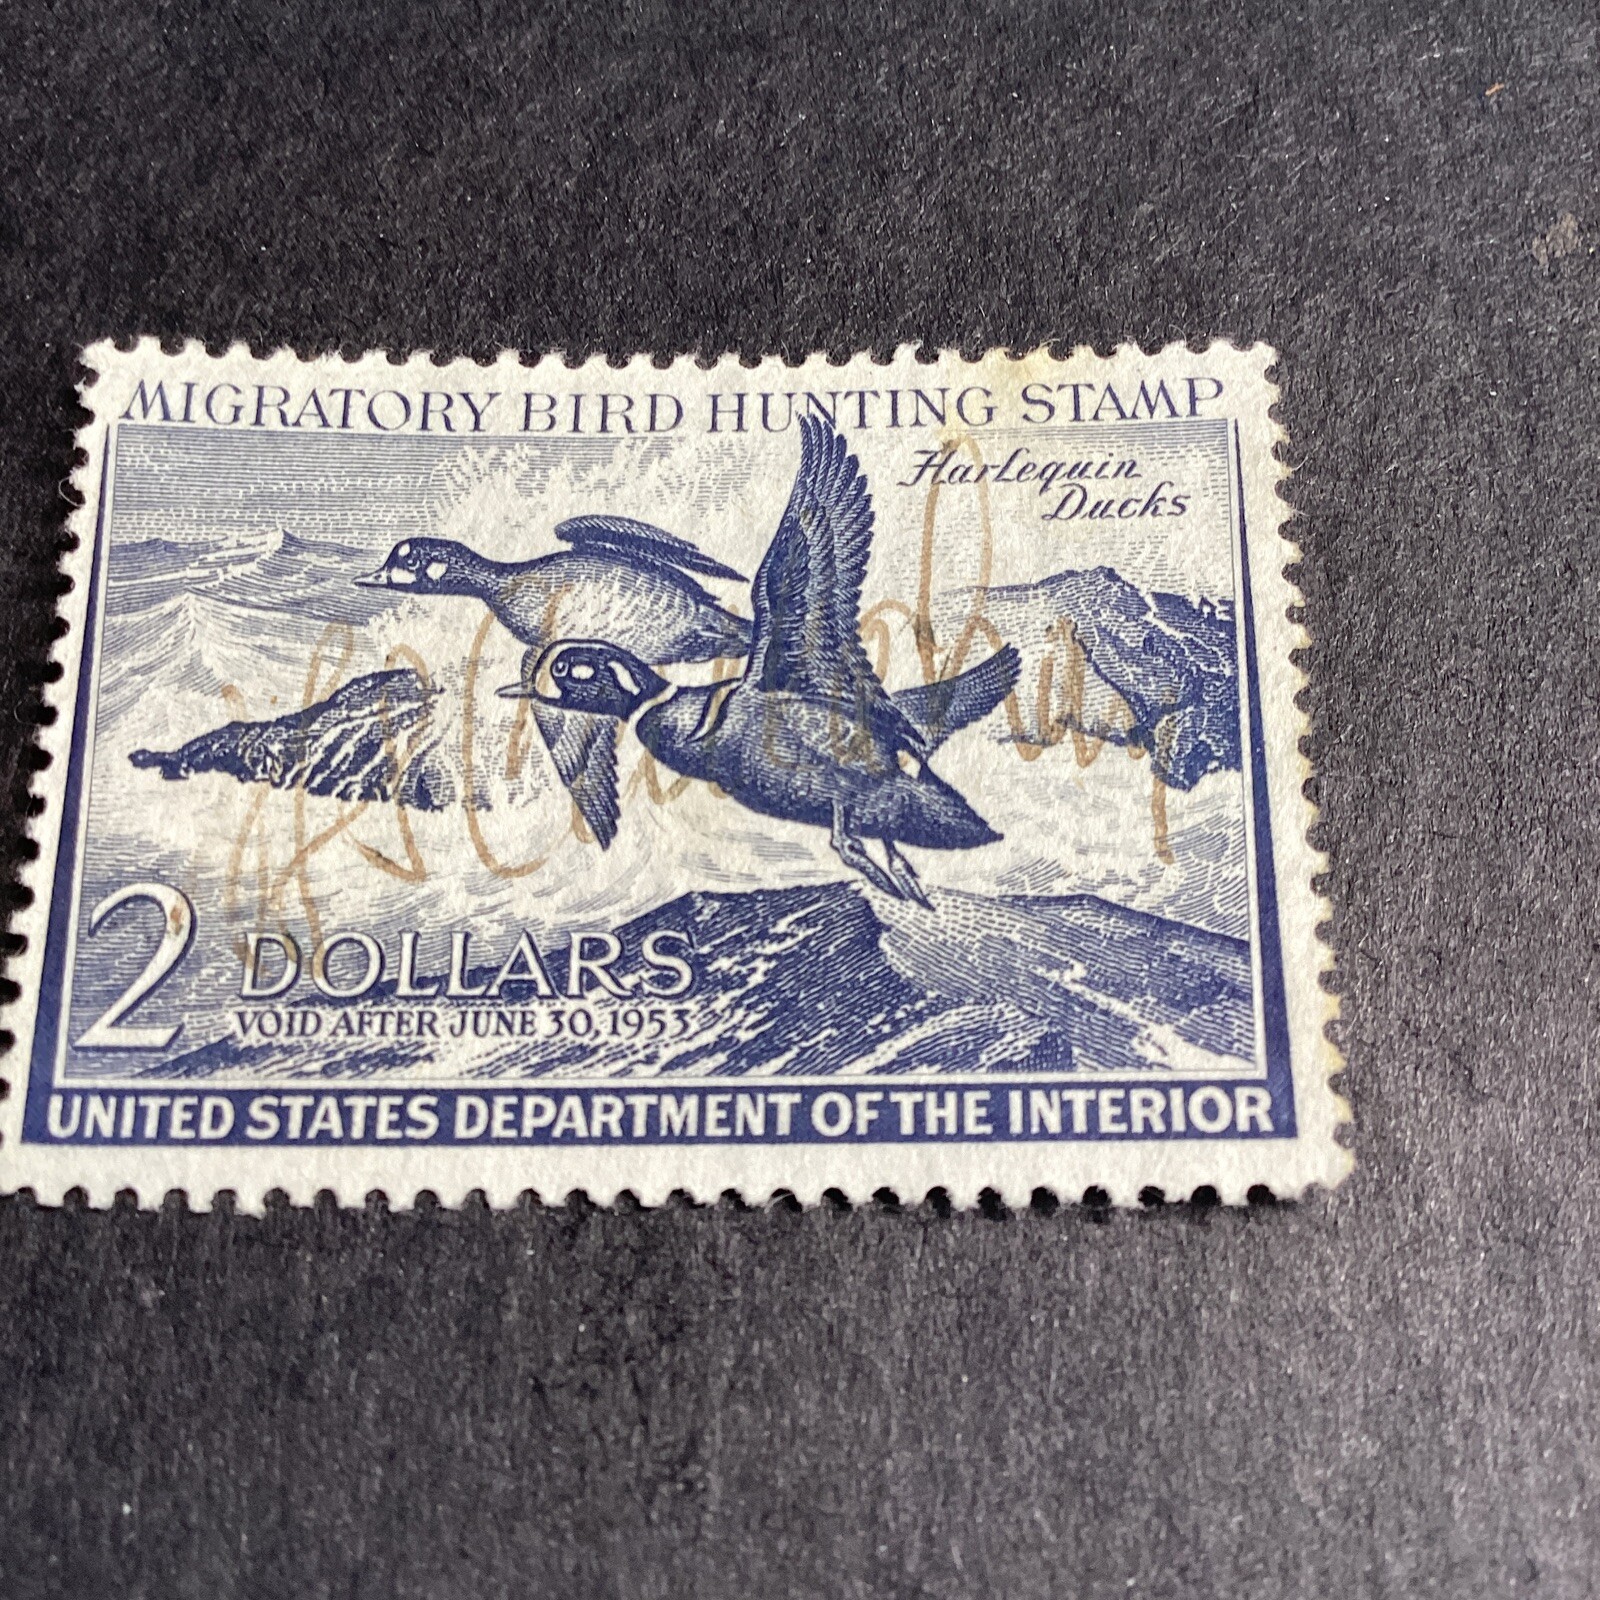 MIGRATORY BIRD HUNTING STAMP
Harlequin
Ducks
2 DOLLARS
VOID AFTER JUNE 30, 1953
UNITED STATES DEPARTMENT OF THE INTERIOR